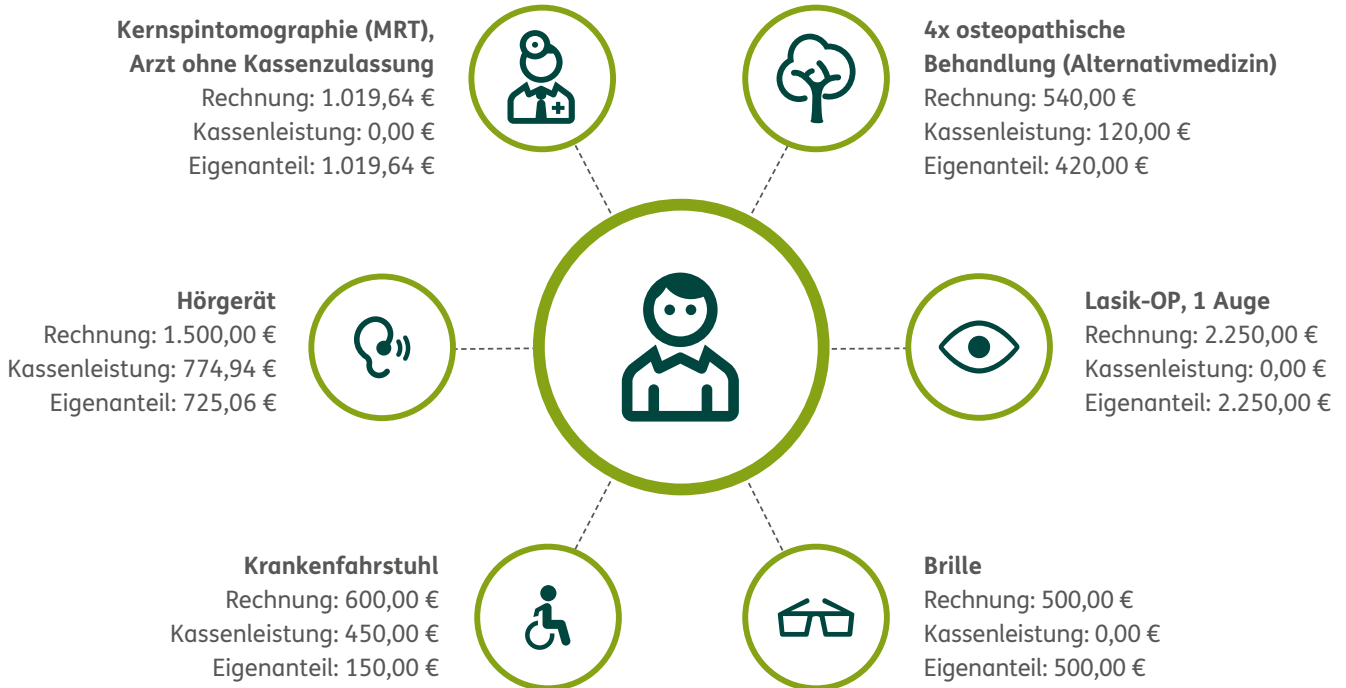 Kernspintomographie (MRT),
Arzt ohne Kassenzulassung
Rechnung: 1.019,64 €
Kassenleistung: 0,00 €
Eigenanteil: 1.019,64 €
4x osteopathische
Behandlung (Alternativmedizin)
Rechnung: 540,00 €
Kassenleistung: 120,00 €
Eigenanteil: 420,00 €
Hörgerät
Rechnung: 1.500,00 €
Kassenleistung: 774,94 €
Eigenanteil: 725,06 €
Lasik-OP, 1 Auge
Rechnung: 2.250,00 €
Kassenleistung: 0,00 €
Eigenanteil: 2.250,00 €
Krankenfahrstuhl
Rechnung: 600,00 €
Kassenleistung: 450,00 €
Eigenanteil: 150,00 €
Brille
Rechnung: 500,00 €
Kassenleistung: 0,00 €
Eigenanteil: 500,00 €